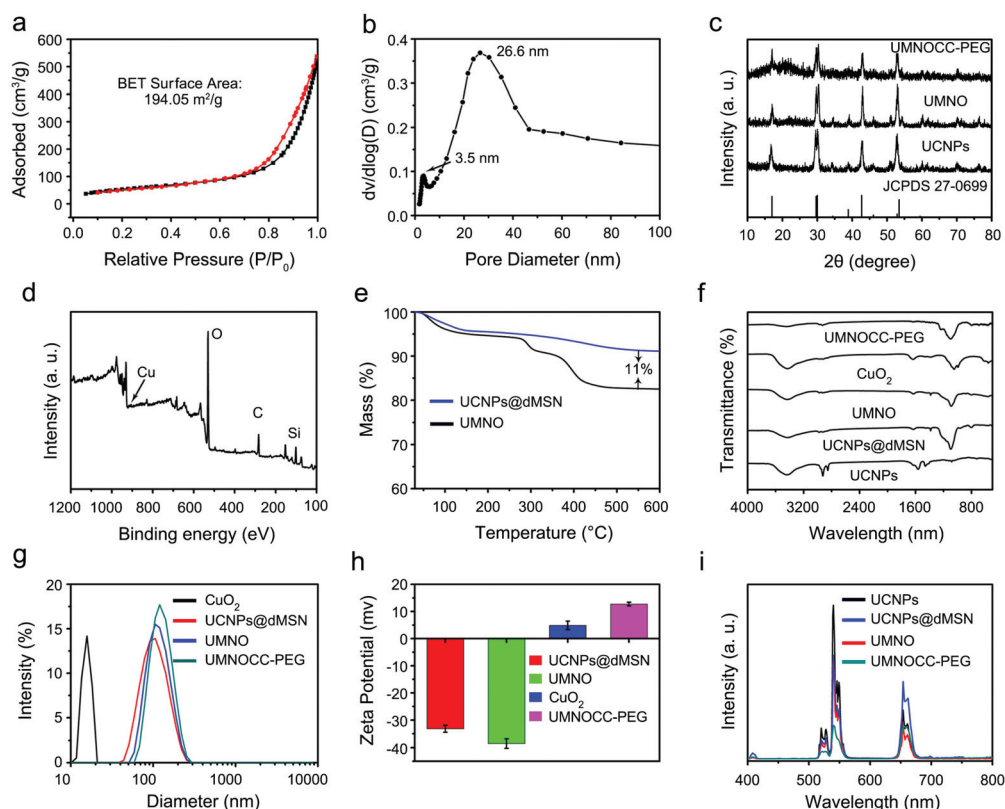 a
600
500
400
300
200
100
0
Adsorbed (cm³/g)
BET Surface Area:
194.05 m²/g
0.0 0.2 0.4 0.6 0.8 1.0
Relative Pressure (P/P₀)
b
0.4
0.3
0.2
0.1
0.0
dv/dlog(D) (cm³/g)
26.6 nm
3.5 nm
0 20 40 60 80 100
Pore Diameter (nm)
c
Intensity (a. u.)
UMNOCC-PEG
UMNO
UCNPs
JCPDS 27-0699
10 20 30 40 50 60 70 80
2θ (degree)
d
Intensity (a. u.)
O
Cu
C
Si
1200 1000 800 600 400 200 100
Binding energy (eV)
e
100
90
80
70
60
Mass (%)
11%
UCNPs@dMSN
UMNO
100 200 300 400 500 600
Temperature (°C)
f
Transmittance (%)
UMNOCC-PEG
CuO₂
UMNO
UCNPs@dMSN
UCNPs
4000 3200 2400 1600 800
Wavelength (nm)
g
20
15
10
5
0
Intensity (%)
CuO₂
UCNPs@dMSN
UMNO
UMNOCC-PEG
10 100 1000 10000
Diameter (nm)
h
20
10
0
-10
-20
-30
-40
Zeta Potential (mv)
UCNPs@dMSN
UMNO
CuO₂
UMNOCC-PEG
i
Intensity (a. u.)
UCNPs
UCNPs@dMSN
UMNO
UMNOCC-PEG
400 500 600 700 800
Wavelength (nm)